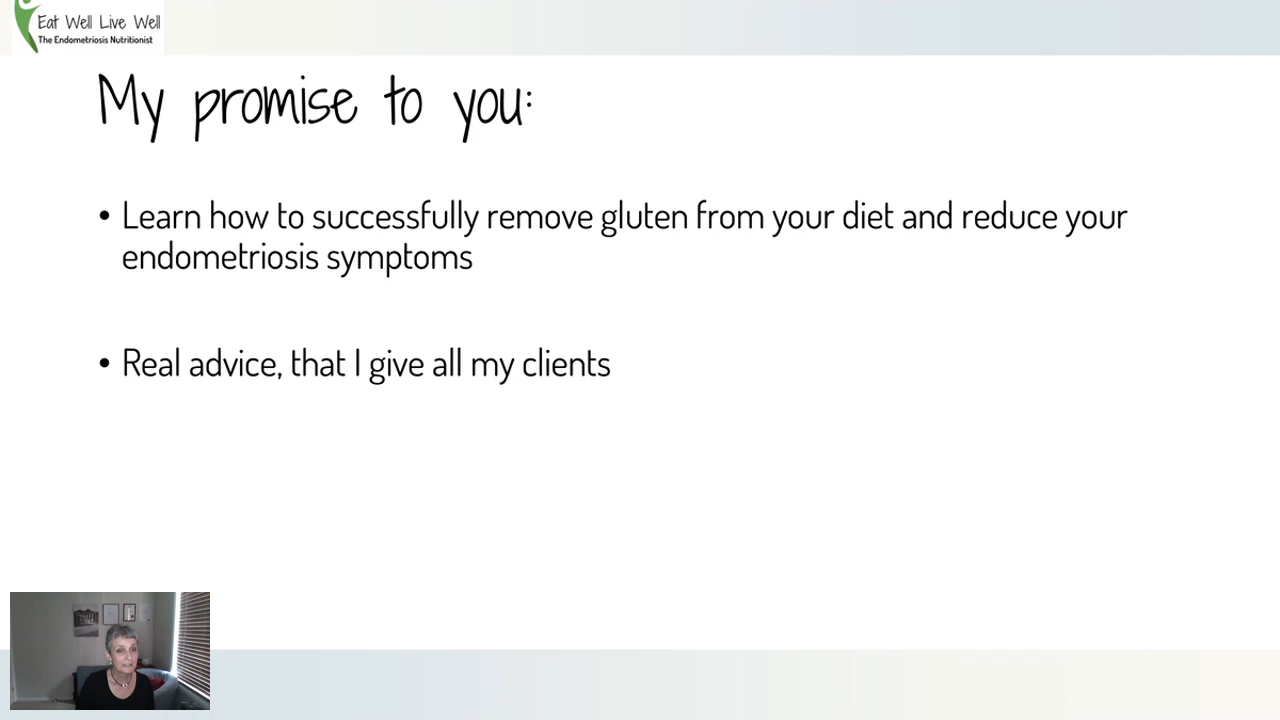 Eat Well Live Well
The Endometriosis Nutritionist
My promise to you:
• Learn how to successfully remove gluten from your diet and reduce your
endometriosis symptoms
• Real advice, that I give all my clients